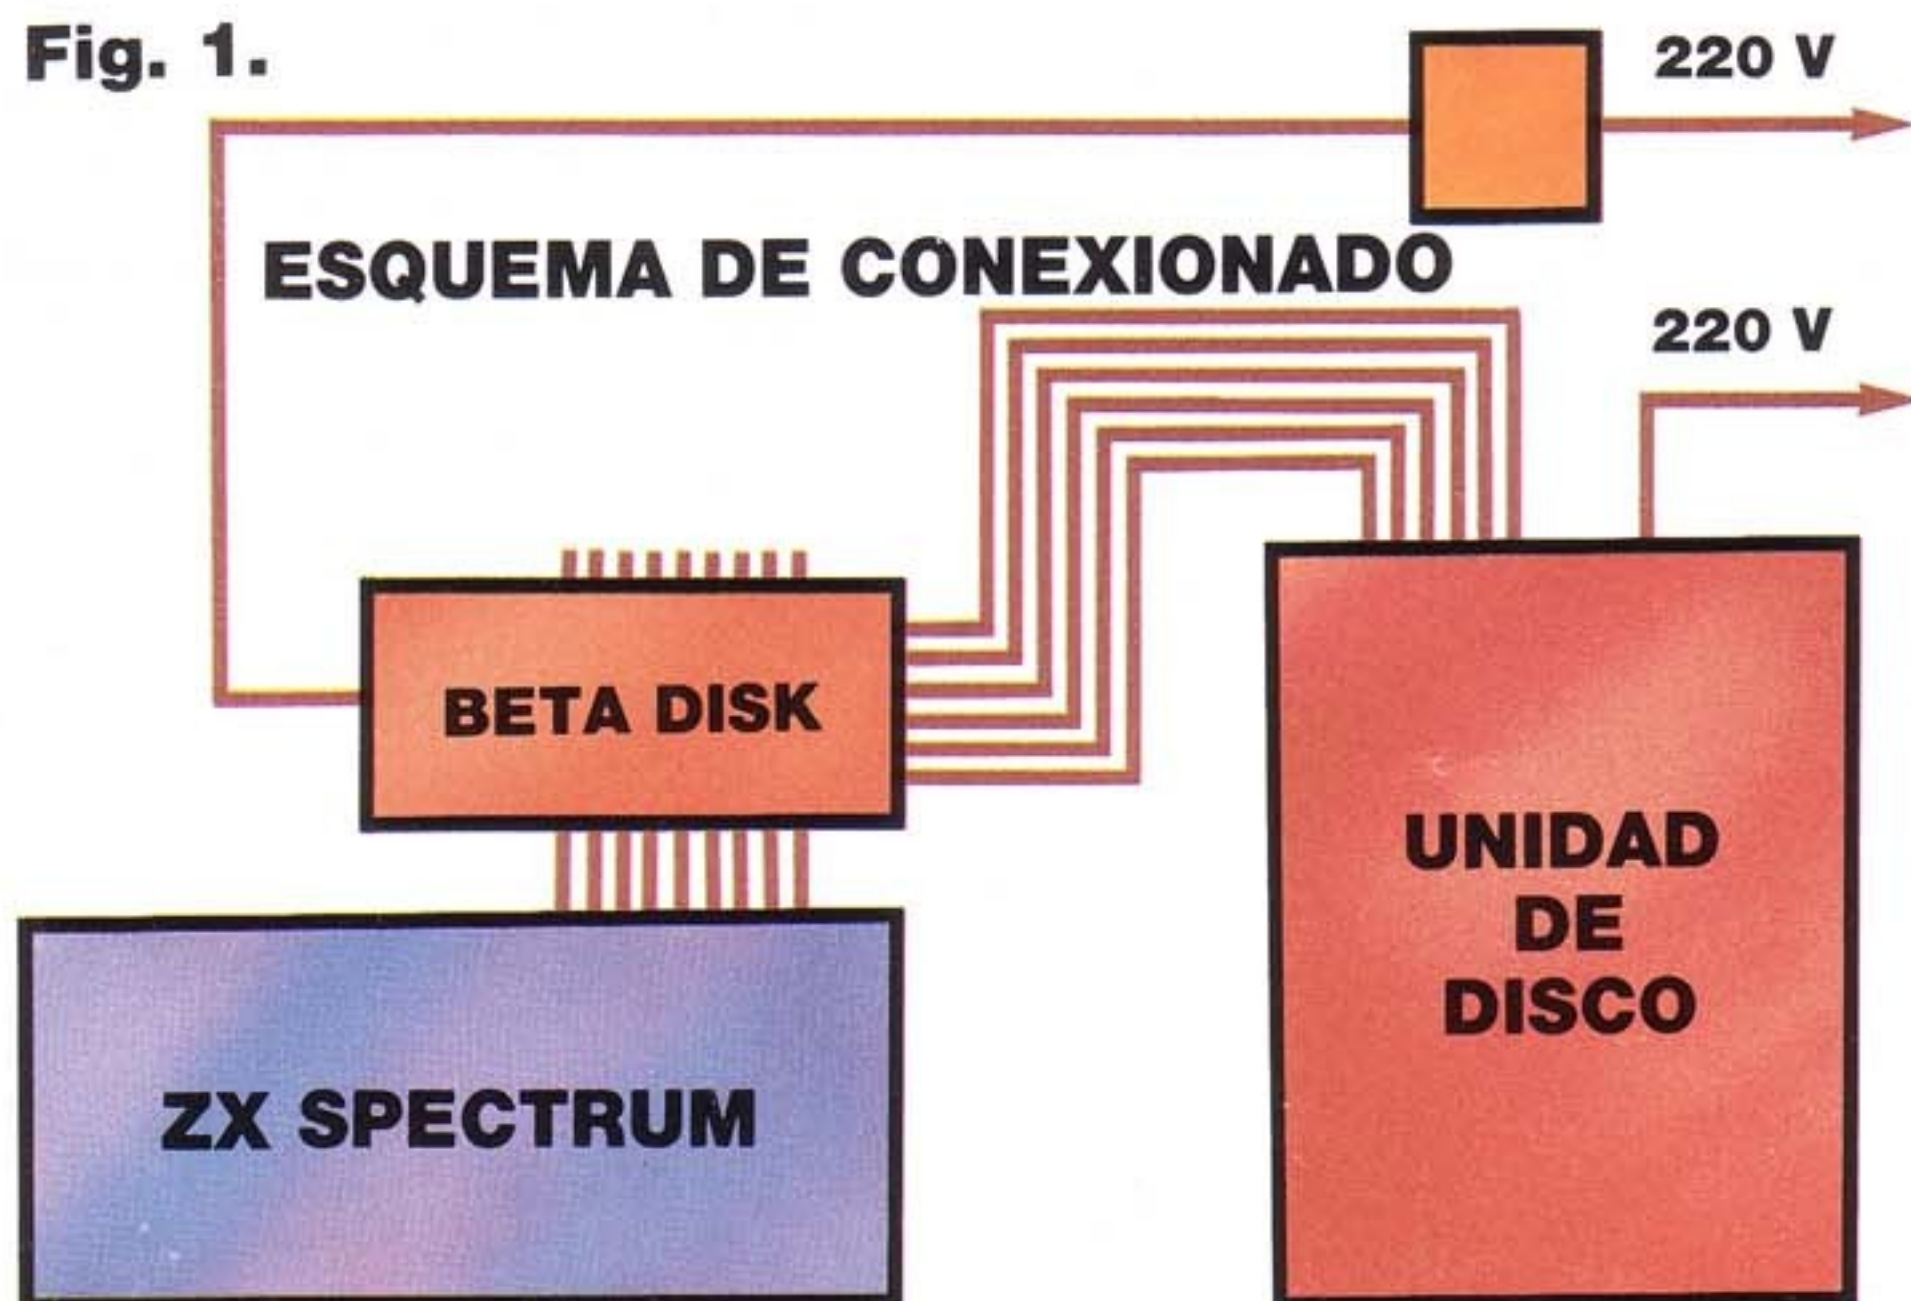 Fig. 1.
220 V
ESQUEMA DE CONEXIONADO
220 V
BETA DISK
UNIDAD
DE
DISCO
ZX SPECTRUM